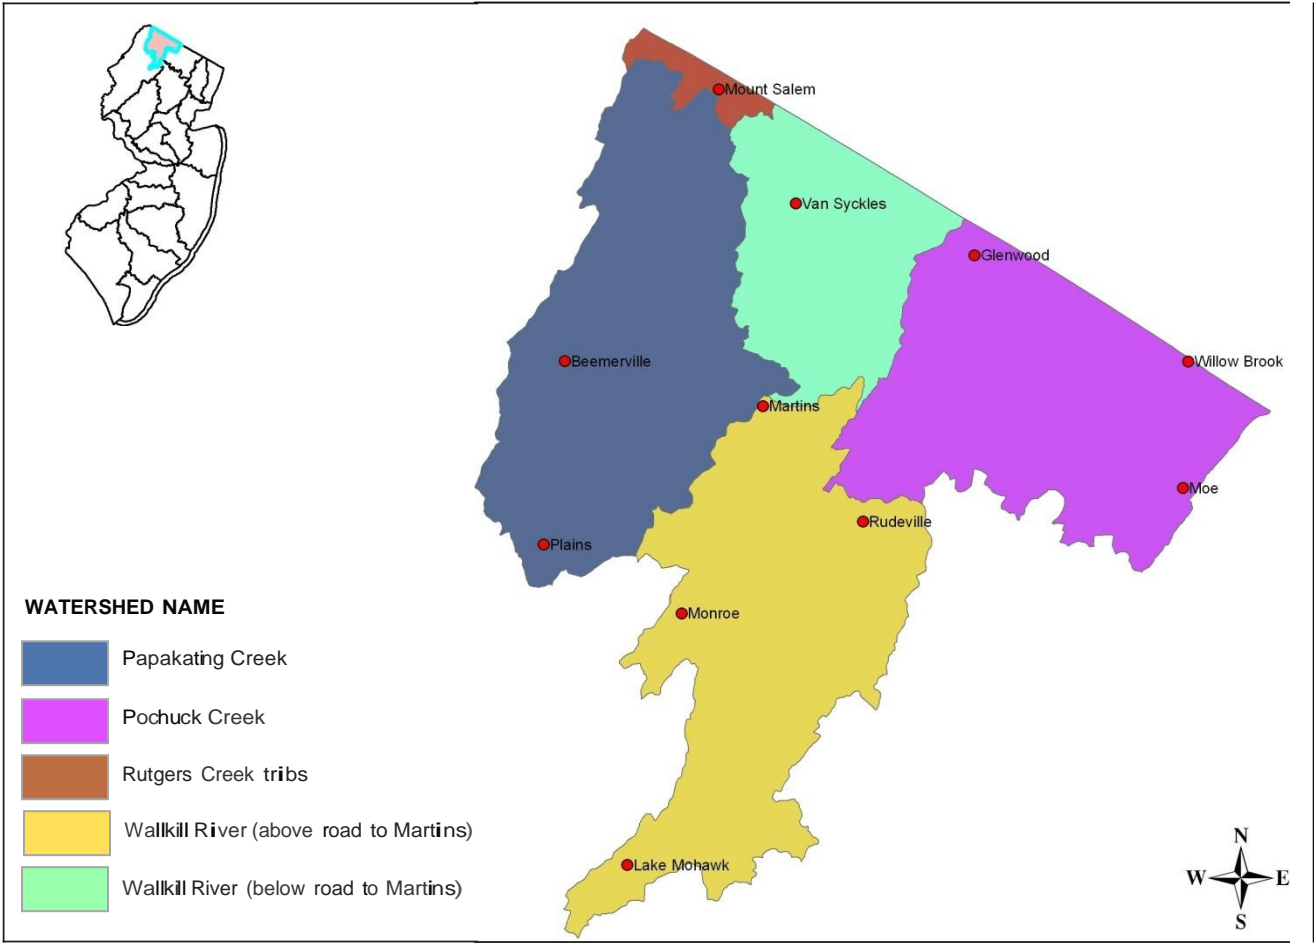 Mount Salem
Van Syckles
Glenwood
Beemerville
Willow Brook
Martins
Moe
Rudeville
Plains
Monroe
Lake Mohawk
WATERSHED NAME
Papakating Creek
Pochuck Creek
Rutgers Creek tribs
Wallkill River (above road to Martins)
Wallkill River (below road to Martins)
N
W E
S